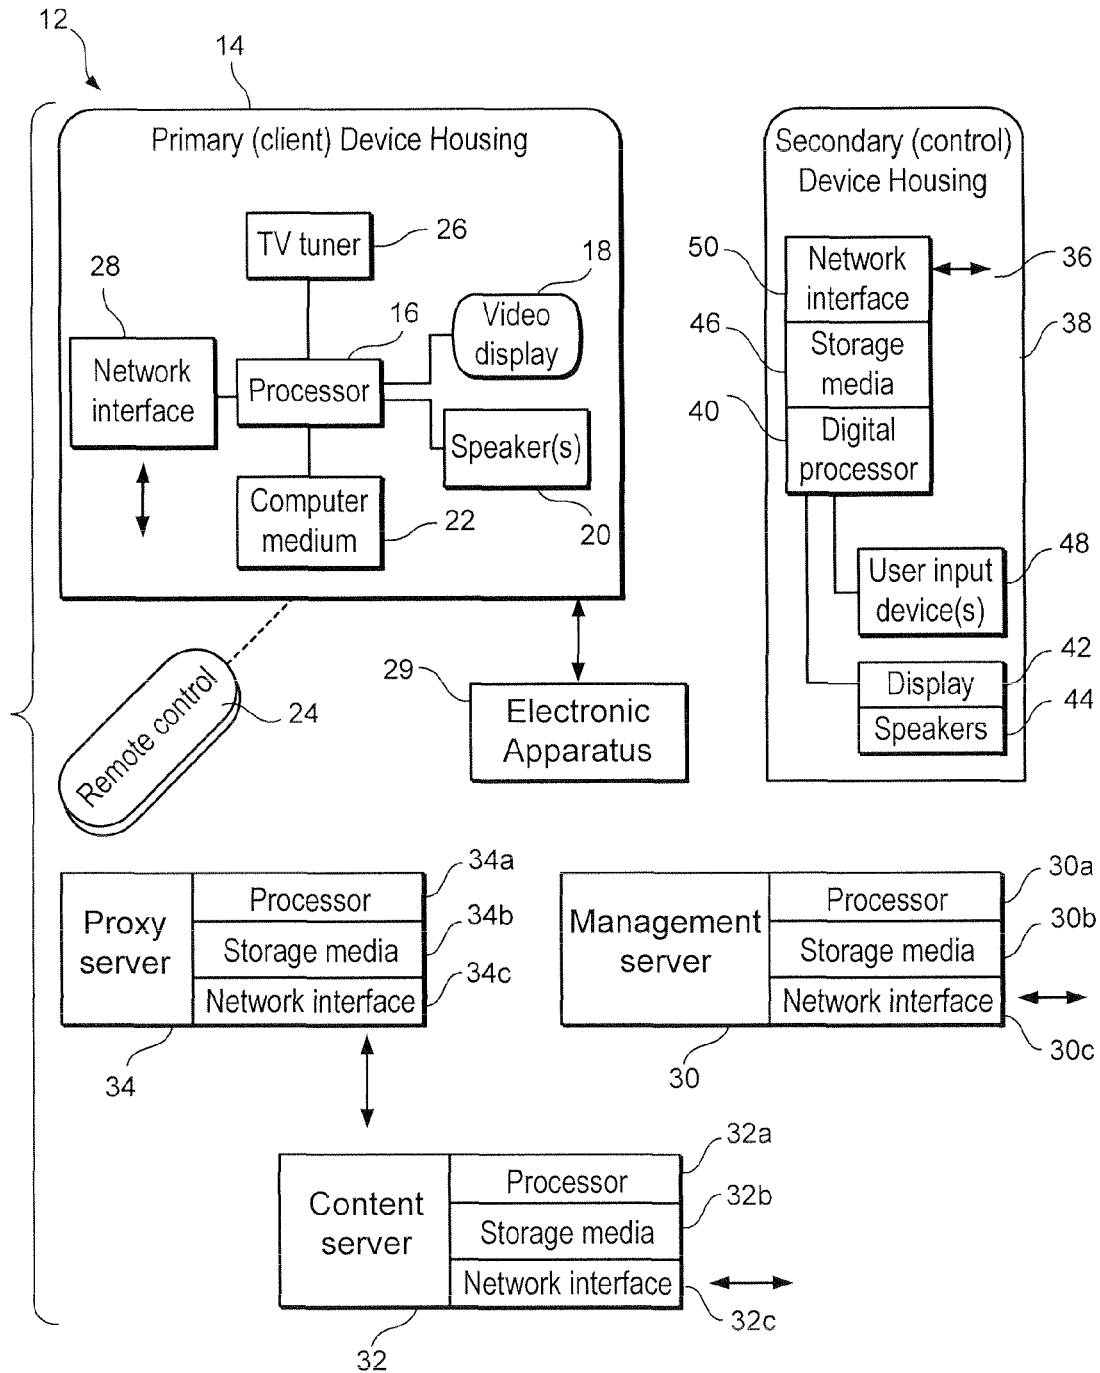 12
14
Primary (client) Device Housing
TV tuner
26
28
18
Video
display
16
Network
interface
Processor
Speaker(s)
Computer
medium
22
20
Secondary (control)
Device Housing
50
Network
interface
36
46
Storage
media
38
40
Digital
processor
User input
device(s)
48
Display
42
Speakers
44
Remote control
24
29
Electronic
Apparatus
Proxy
server
Processor
34a
Storage media
34b
Network interface
34c
34
Management
server
Processor
30a
Storage media
30b
Network interface
30c
30
Content
server
Processor
32a
Storage media
32b
Network interface
32c
32